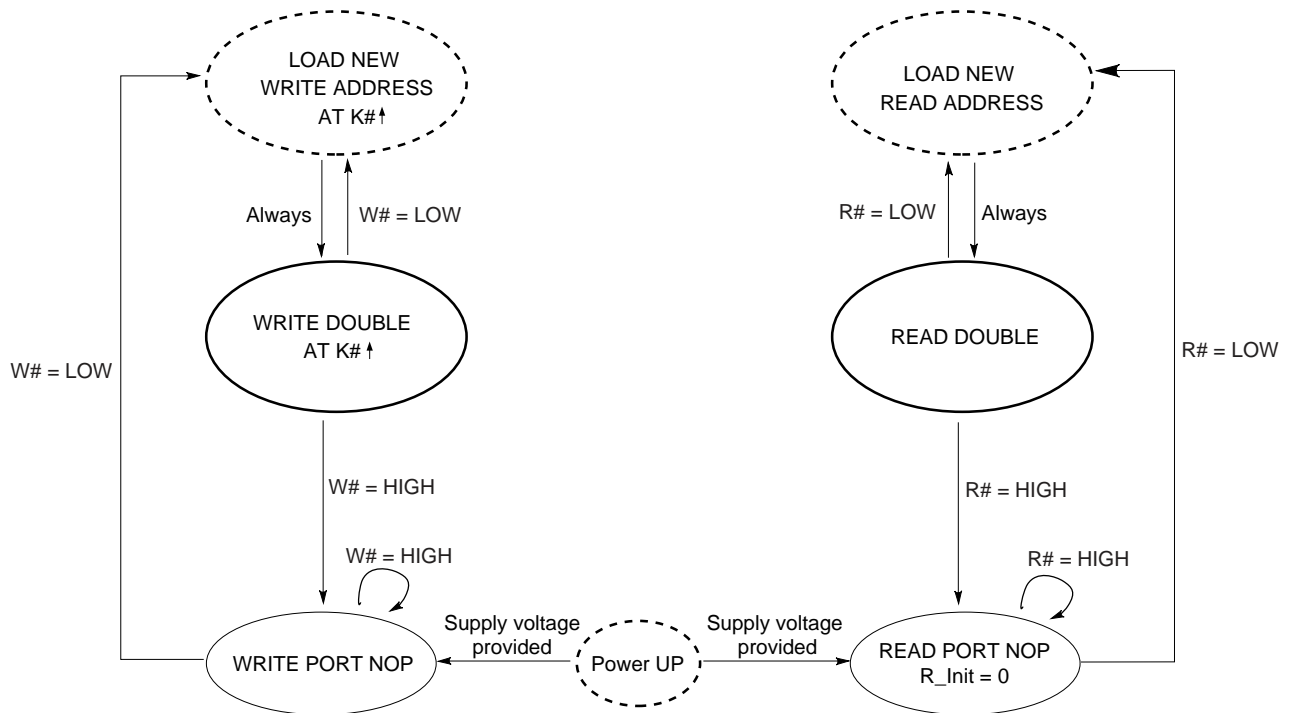 LOAD NEW
WRITE ADDRESS
AT K#↑
LOAD NEW
READ ADDRESS
Always
W# = LOW
R# = LOW
Always
WRITE DOUBLE
AT K#↑
READ DOUBLE
W# = LOW
R# = LOW
W# = HIGH
R# = HIGH
W# = HIGH
R# = HIGH
Supply voltage
provided
Supply voltage
provided
WRITE PORT NOP
Power UP
READ PORT NOP
R_Init = 0